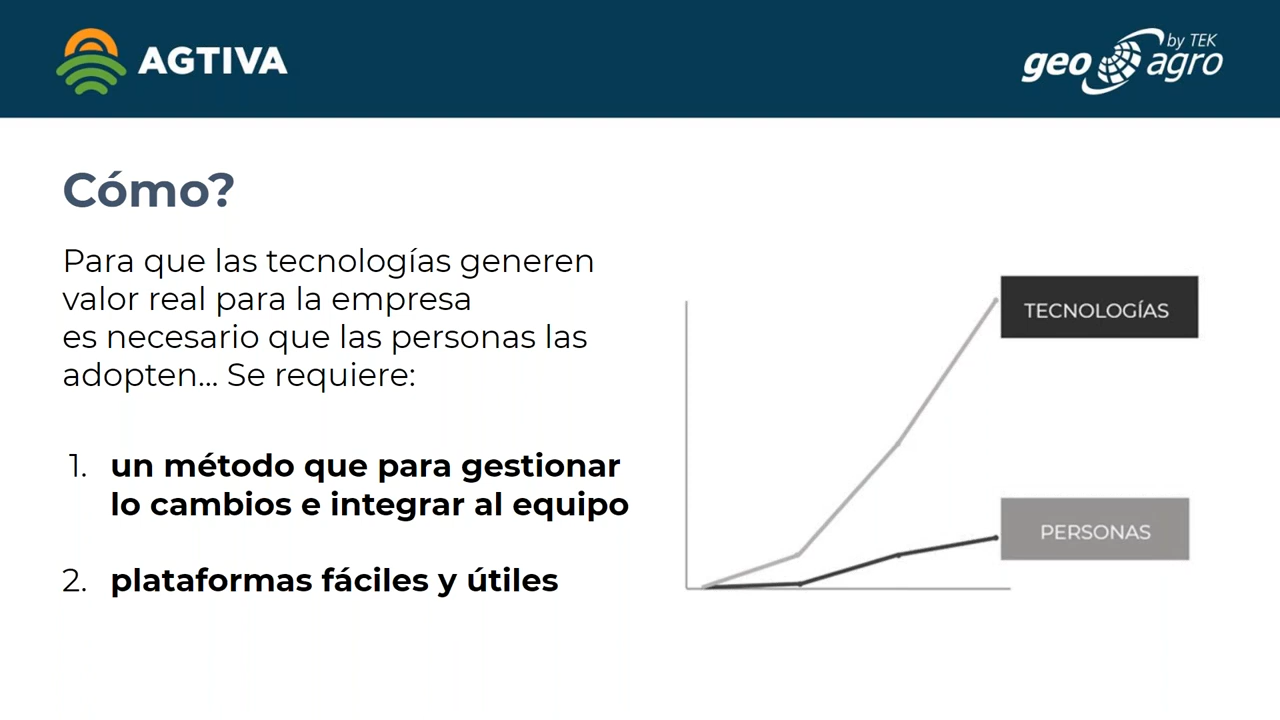 AGTIVA
geo agro by TEK
Cómo?
Para que las tecnologías generen
valor real para la empresa
es necesario que las personas las
adopten... Se requiere:
1. un método que para gestionar
lo cambios e integrar al equipo
2. plataformas fáciles y útiles
TECNOLOGÍAS
PERSONAS